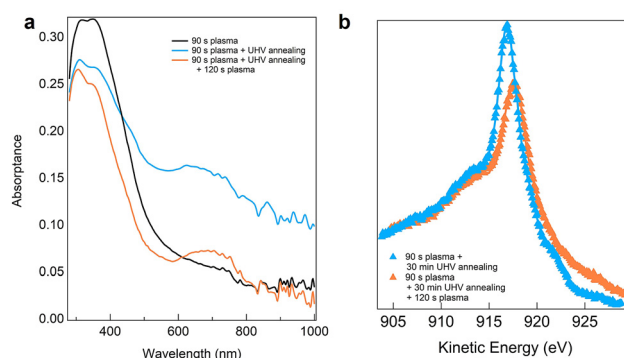 a
0.30
0.25
0.20
0.15
0.10
0.05
0.00
Absorptance
90 s plasma
90 s plasma + UHV annealing
90 s plasma + UHV annealing
+ 120 s plasma
400
600
800
1000
Wavelength (nm)
b
90 s plasma +
30 min UHV annealing
90 s plasma
+ 30 min UHV annealing
+ 120 s plasma
905
910
915
920
925
Kinetic Energy (eV)